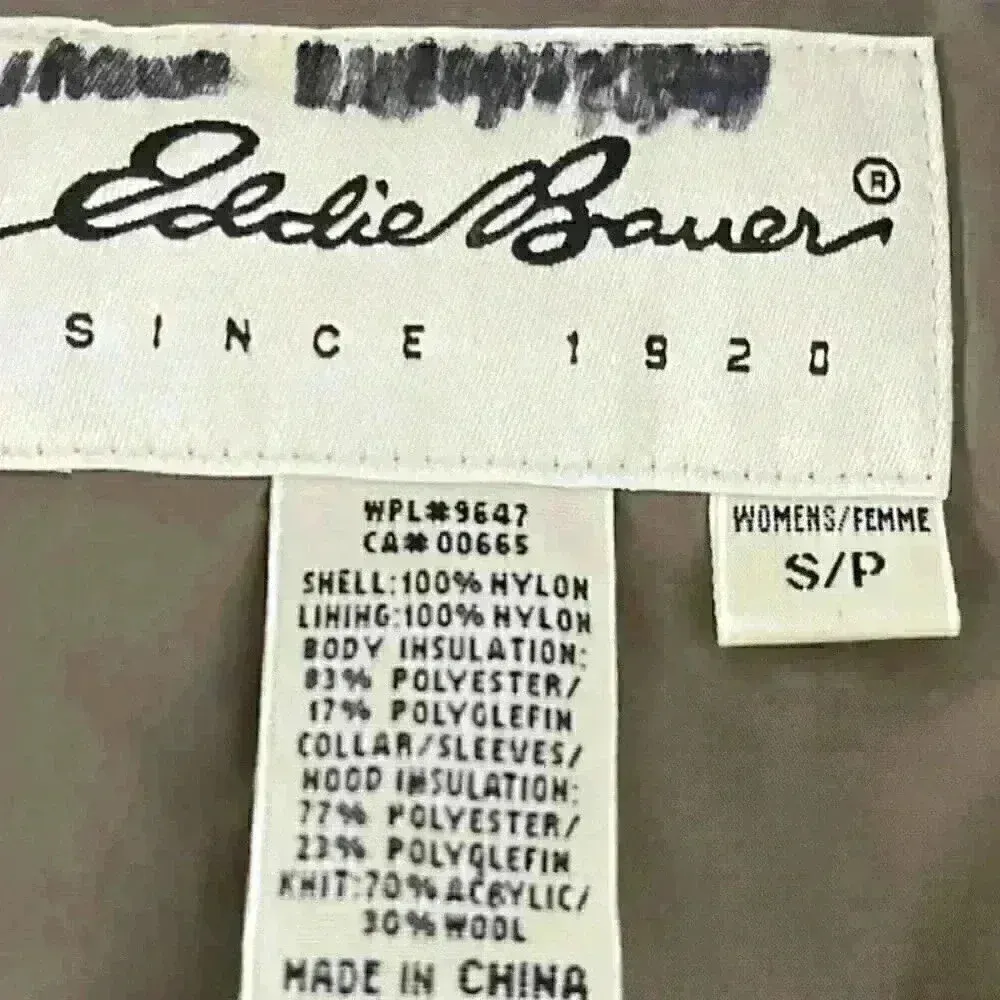 Eddie Bauer ®
SINCE 1920
WPL#9647
CA#00665
SHELL:100% NYLON
LINING:100% NYLON
BODY INSULATION:
83% POLYESTER/
17% POLYOLEFIN
COLLAR/SLEEVES/
HOOD INSULATION:
77% POLYESTER/
23% POLYOLEFIN
KNIT:70% ACRYLIC/
30% WOOL
MADE IN CHINA
WOMENS/FEMME
S/P